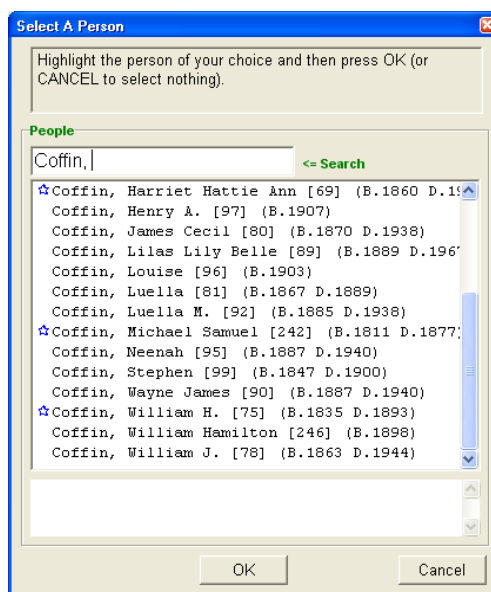 Select A Person
Highlight the person of your choice and then press OK (or
CANCEL to select nothing).
People
Coffin,
<= Search
Coffin, Harriet Hattie Ann [69] (B.1860 D.19
Coffin, Henry A. [97] (B.1907)
Coffin, James Cecil [80] (B.1870 D.1938)
Coffin, Lilas Lily Belle [89] (B.1889 D.196
Coffin, Louise [96] (B.1903)
Coffin, Luella [81] (B.1867 D.1889)
Coffin, Luella M. [92] (B.1885 D.1938)
Coffin, Michael Samuel [242] (B.1811 D.1877)
Coffin, Neenah [95] (B.1887 D.1940)
Coffin, Stephen [99] (B.1847 D.1900)
Coffin, Wayne James [90] (B.1887 D.1940)
Coffin, William H. [75] (B.1835 D.1893)
Coffin, William Hamilton [246] (B.1898)
Coffin, William J. [78] (B.1863 D.1944)
OK
Cancel